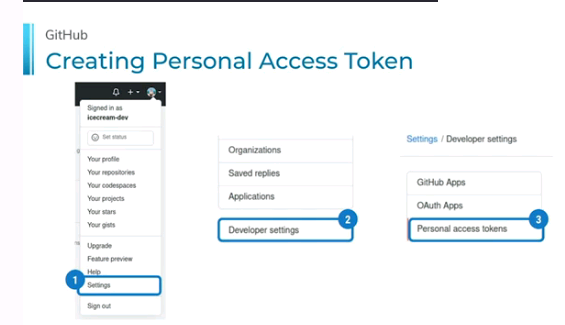 GitHub
Creating Personal Access Token
Signed in as
icecream-dev
Set status
Your profile
Your repositories
Your codespaces
Your projects
Your stars
Your gists
Upgrade
Feature preview
Help
1
Settings
Sign out
Organizations
Saved replies
Applications
2
Developer settings
Settings / Developer settings
GitHub Apps
OAuth Apps
3
Personal access tokens